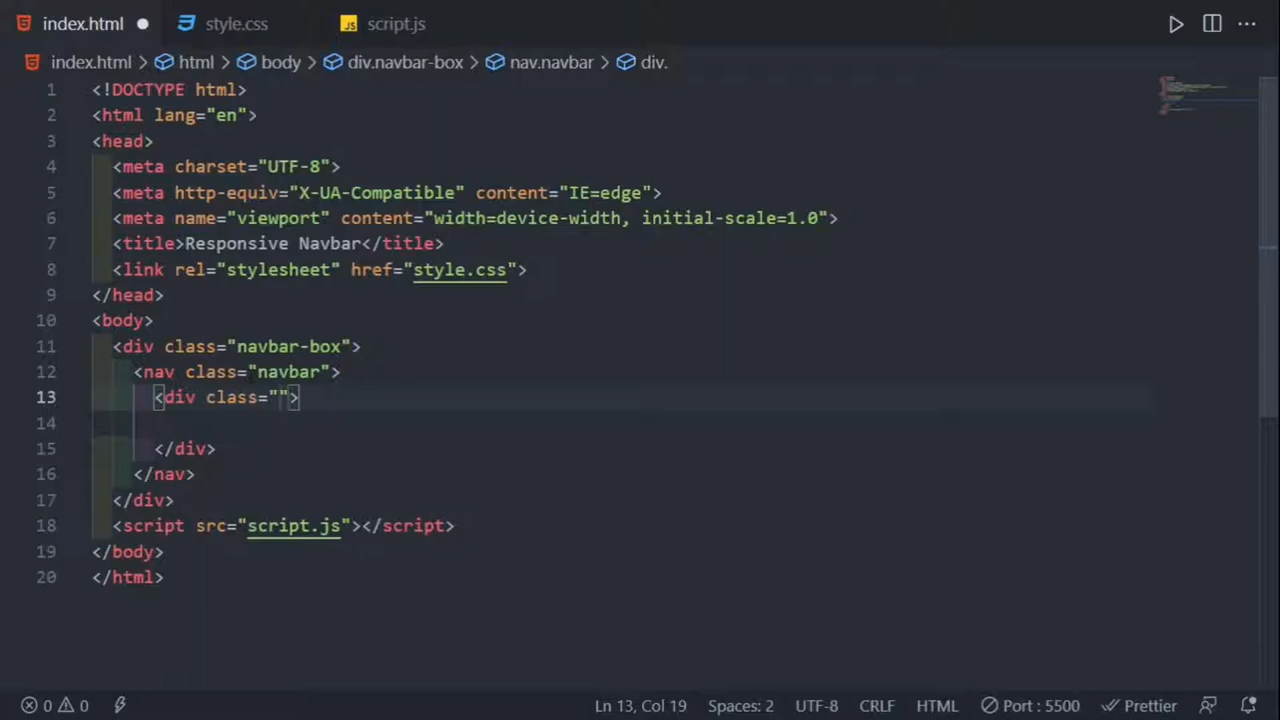 index.html style.css JS script.js
index.html > html > body > div.navbar-box > nav.navbar > div.
1 <!DOCTYPE html>
2 <html lang="en">
3 <head>
4 <meta charset="UTF-8">
5 <meta http-equiv="X-UA-Compatible" content="IE=edge">
6 <meta name="viewport" content="width=device-width, initial-scale=1.0">
7 <title>Responsive Navbar</title>
8 <link rel="stylesheet" href="style.css">
9 </head>
10 <body>
11 <div class="navbar-box">
12 <nav class="navbar">
13 <div class="">
14
15 </div>
16 </nav>
17 </div>
18 <script src="script.js"></script>
19 </body>
20 </html>
0 0 Ln 13, Col 19 Spaces: 2 UTF-8 CRLF HTML Port : 5500 Prettier